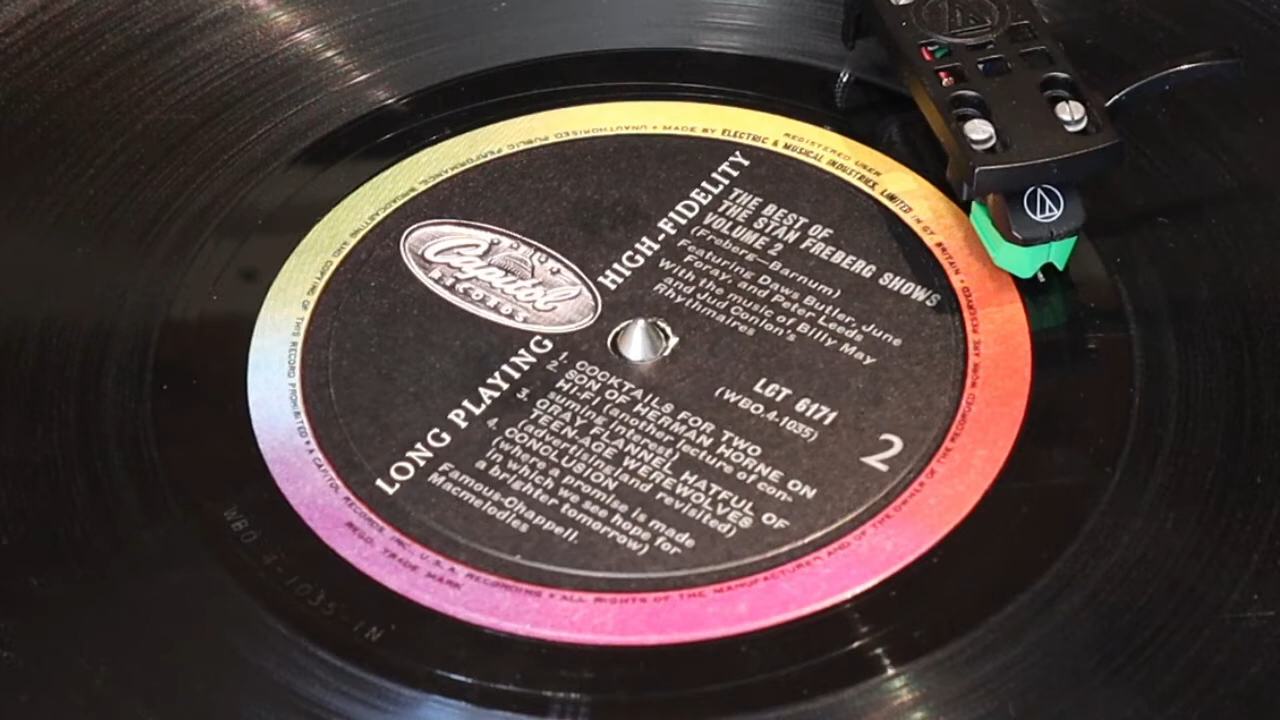 UNAUTHORISED PUBLIC PERFORMANCE, BROADCASTING AND COPYING OF THIS RECORD PROHIBITED • A CAPITOL RECORDS, INC., U.S.A. RECORDING • ALL RIGHTS OF THE MANUFACTURER AND OF THE OWNER OF THE RECORDED WORK ARE RESERVED • MADE BY ELECTRIC & MUSICAL INDUSTRIES, LIMITED IN GT. BRITAIN •
REGISTERED USER
REGD. TRADE MARK
Capitol
RECORDS
LONG PLAYING HIGH-FIDELITY
THE BEST OF
THE STAN FREBERG SHOWS
VOLUME 2
(Freberg—Barnum)
Featuring Daws Butler, June
Foray, and Peter Leeds
With the music of Billy May
and Jud Conlon's
Rhythmaires
LCT 6171
(WBO.4-1035)
2
1. COCKTAILS FOR TWO
2. SON OF HERMAN HORNE ON
HI-FI (another lecture of con-
suming interest)
3. GRAY FLANNEL HATFUL OF
TEEN-AGE WEREWOLVES
(advertising land revisited)
4. CONCLUSION
(where a promise is made
in which we see hope for
a brighter tomorrow)
Famous-Chappell.
Macmelodies
WBO 4-1035-1N